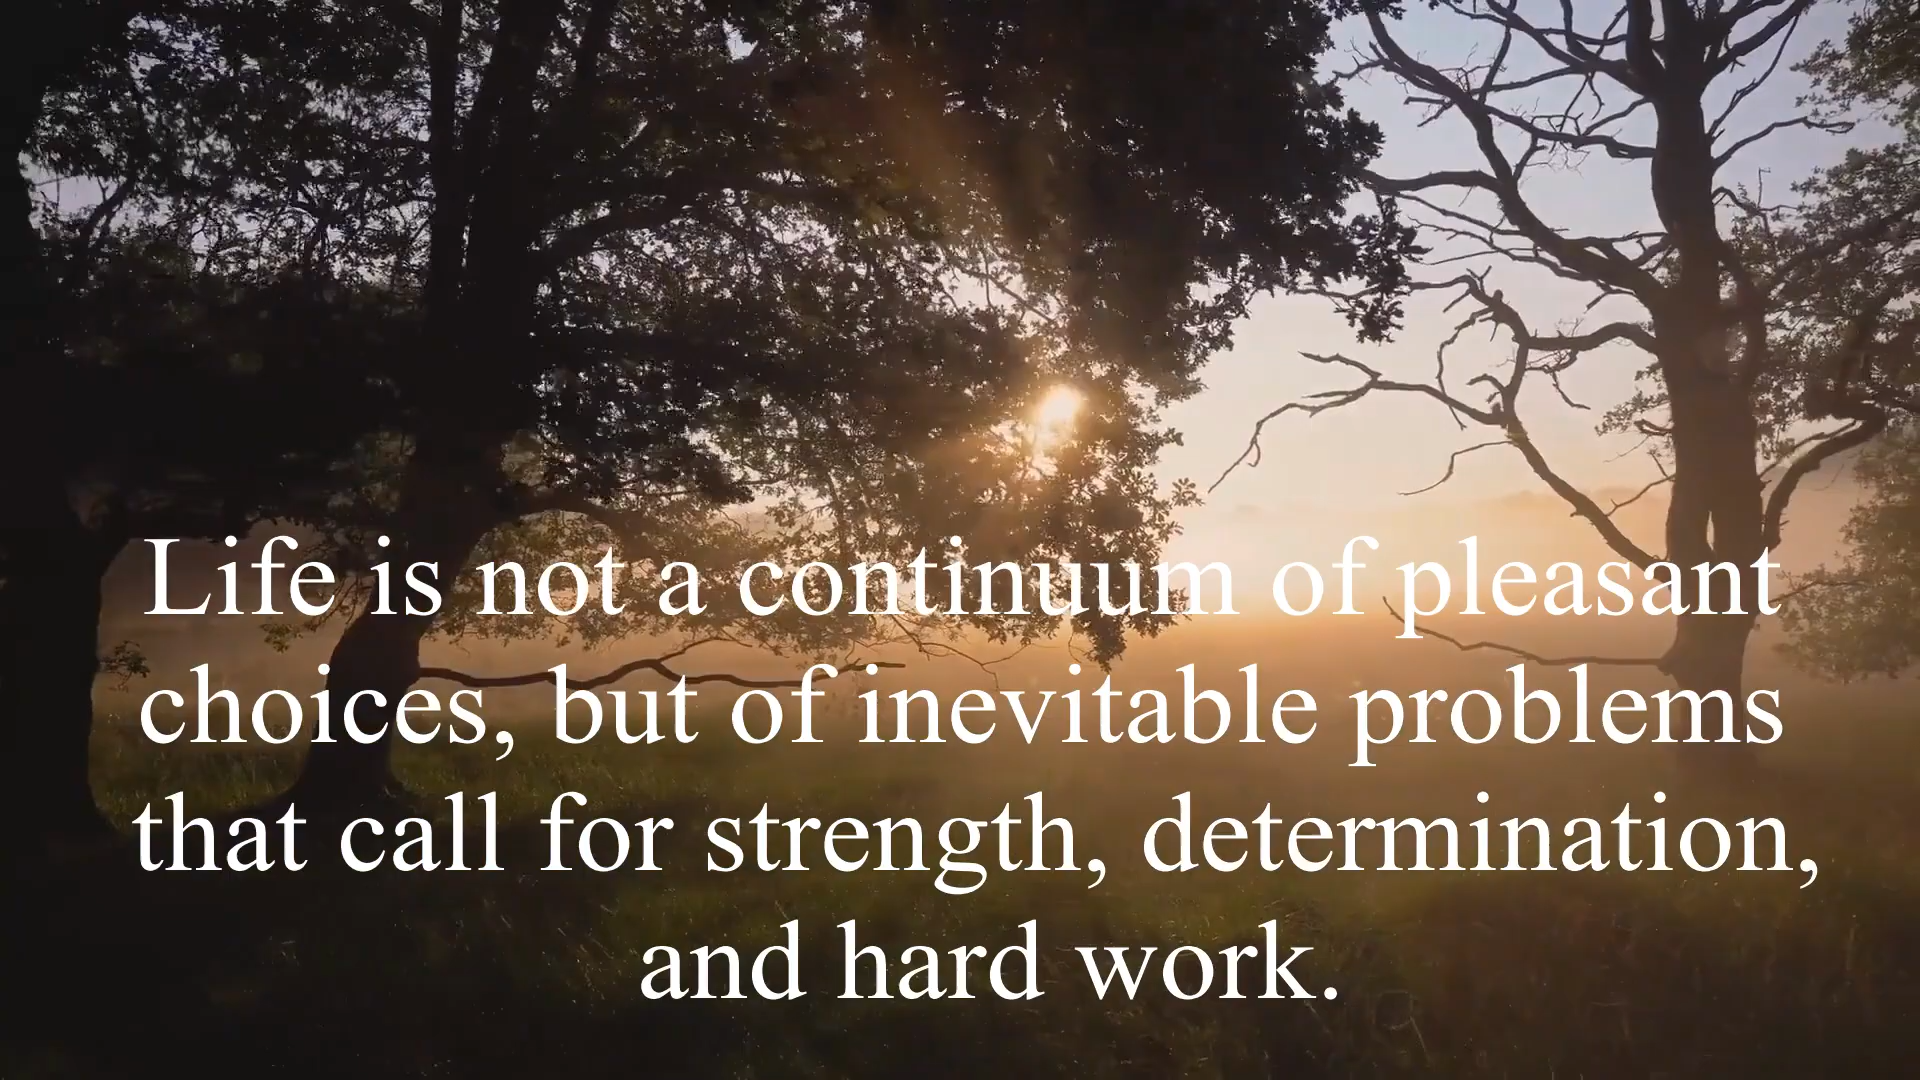 Life is not a continuum of pleasant
choices, but of inevitable problems
that call for strength, determination,
and hard work.